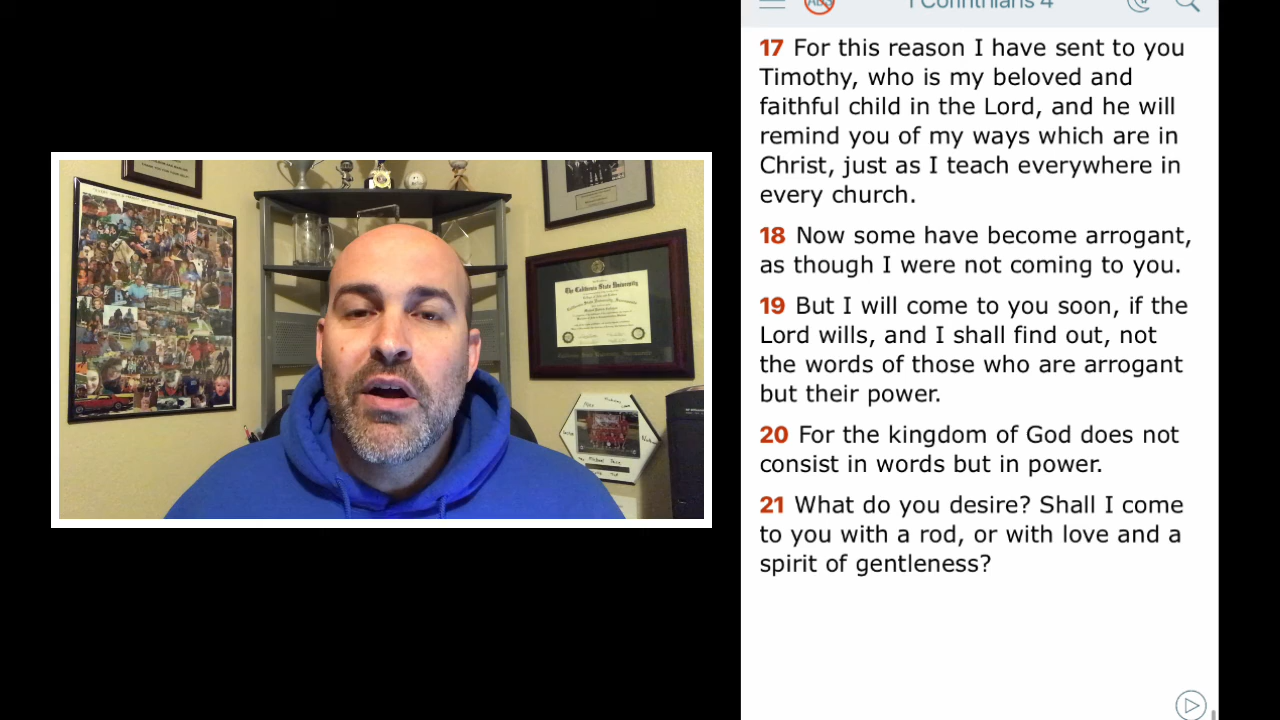 1 Corinthians 4
17 For this reason I have sent to you
Timothy, who is my beloved and
faithful child in the Lord, and he will
remind you of my ways which are in
Christ, just as I teach everywhere in
every church.
18 Now some have become arrogant,
as though I were not coming to you.
19 But I will come to you soon, if the
Lord wills, and I shall find out, not
the words of those who are arrogant
but their power.
20 For the kingdom of God does not
consist in words but in power.
21 What do you desire? Shall I come
to you with a rod, or with love and a
spirit of gentleness?
The California State University